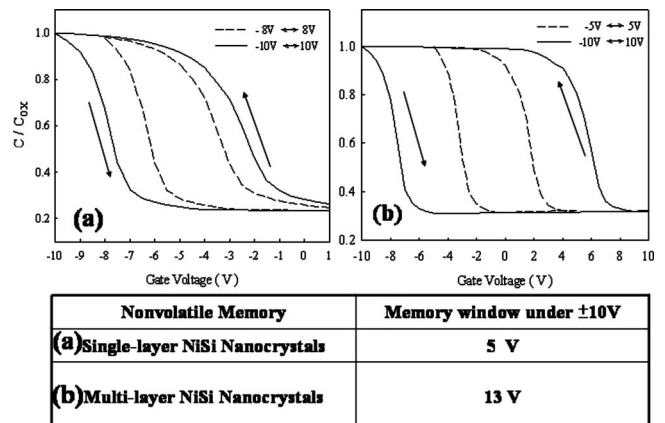 -8V ↔ 8V
-10V ↔ 10V
1.0
0.8
0.6
0.4
0.2
C / Cox
(a)
-10 -9 -8 -7 -6 -5 -4 -3 -2 -1 0 1
Gate Voltage ( V )
-5V ↔ 5V
-10V ↔ 10V
1.0
0.8
0.6
0.4
0.2
(b)
-10 -8 -6 -4 -2 0 2 4 6 8 10
Gate Voltage ( V )
Nonvolatile Memory Memory window under ±10V
(a)Single-layer NiSi Nanocrystals 5 V
(b)Multi-layer NiSi Nanocrystals 13 V